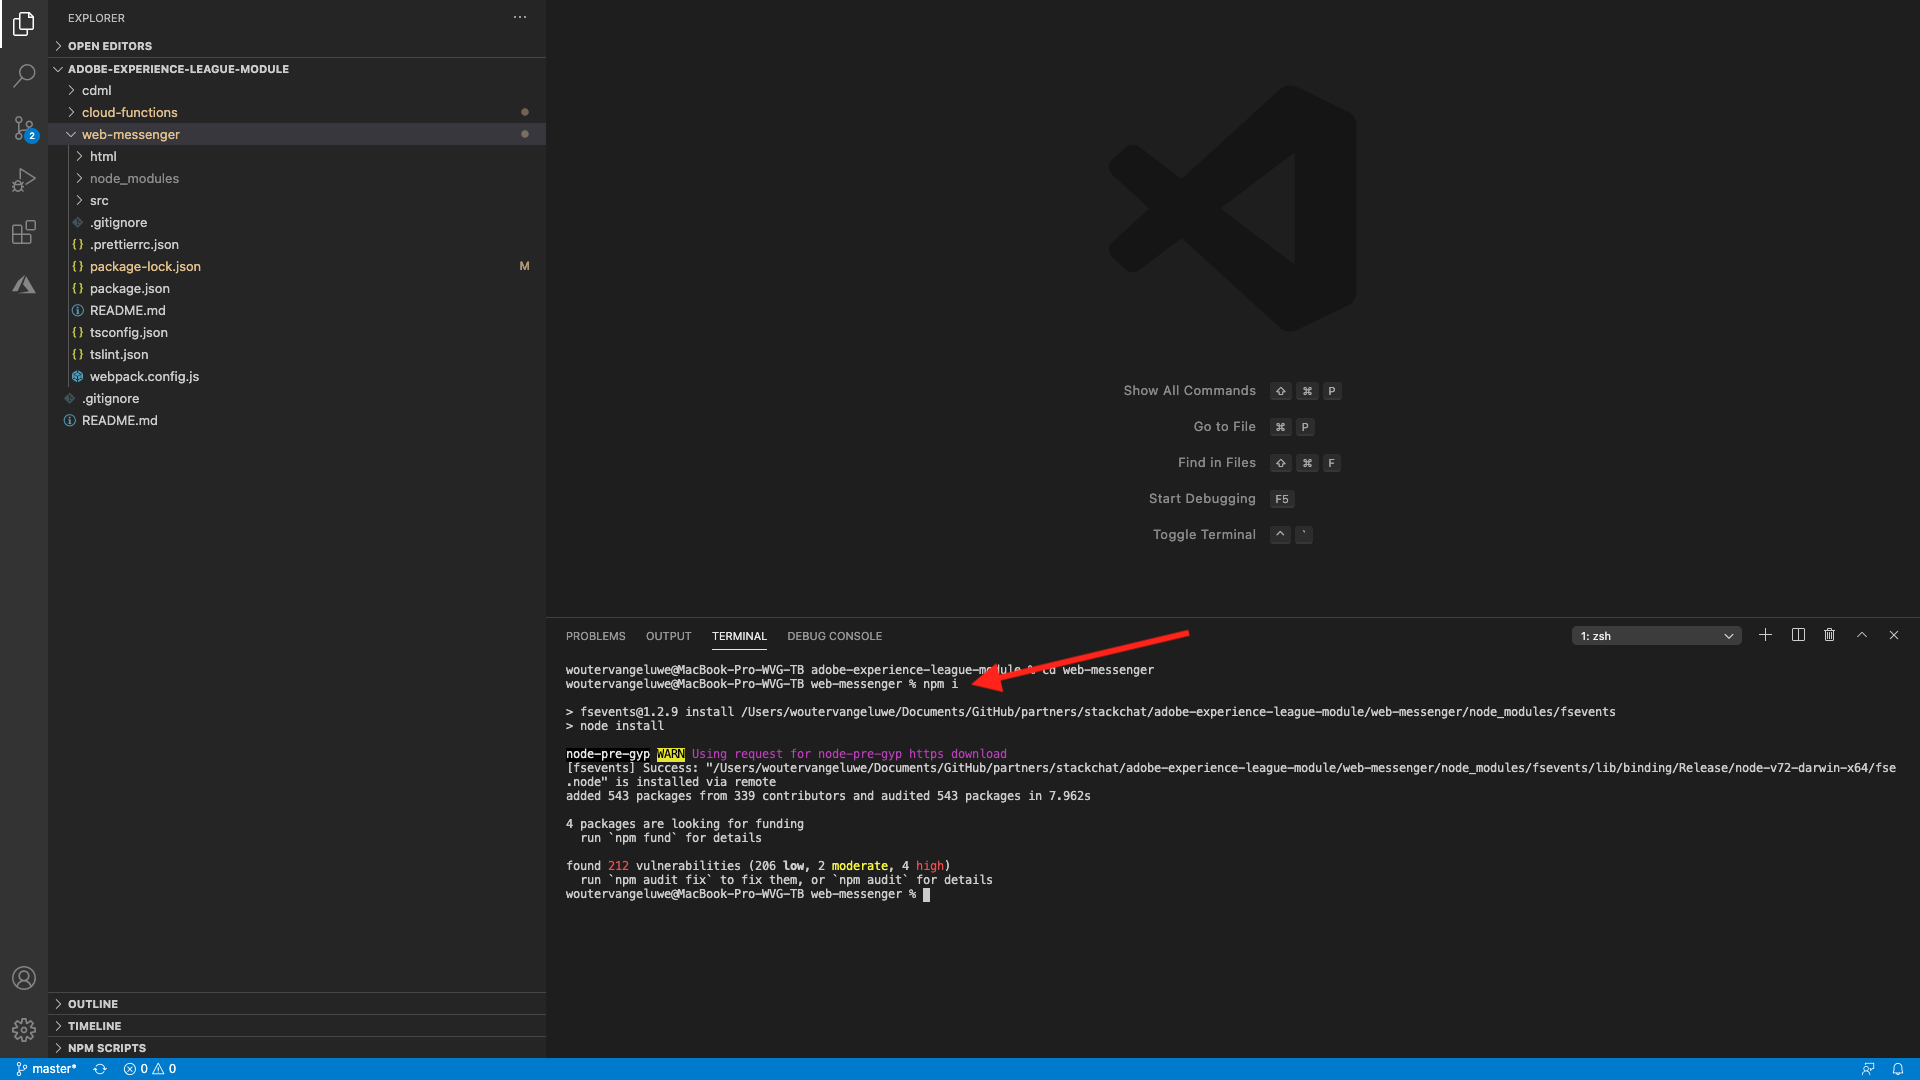 EXPLORER
OPEN EDITORS
ADOBE-EXPERIENCE-LEAGUE-MODULE
cdml
cloud-functions
2
web-messenger
html
node_modules
src
.gitignore
{} .prettierrc.json
{} package-lock.json M
{} package.json
README.md
{} tsconfig.json
{} tslint.json
webpack.config.js
.gitignore
README.md
OUTLINE
TIMELINE
NPM SCRIPTS
Show All Commands ⇧ ⌘ P
Go to File ⌘ P
Find in Files ⇧ ⌘ F
Start Debugging F5
Toggle Terminal ^ `
PROBLEMS OUTPUT TERMINAL DEBUG CONSOLE 1: zsh
woutervangeluwe@MacBook-Pro-WVG-TB adobe-experience-league-module % cd web-messenger
woutervangeluwe@MacBook-Pro-WVG-TB web-messenger % npm i
> fsevents@1.2.9 install /Users/woutervangeluwe/Documents/GitHub/partners/stackchat/adobe-experience-league-module/web-messenger/node_modules/fsevents
> node install
node-pre-gyp WARN Using request for node-pre-gyp https download
[fsevents] Success: "/Users/woutervangeluwe/Documents/GitHub/partners/stackchat/adobe-experience-league-module/web-messenger/node_modules/fsevents/lib/binding/Release/node-v72-darwin-x64/fse
.node" is installed via remote
added 543 packages from 339 contributors and audited 543 packages in 7.962s
4 packages are looking for funding
run `npm fund` for details
found 212 vulnerabilities (206 low, 2 moderate, 4 high)
run `npm audit fix` to fix them, or `npm audit` for details
woutervangeluwe@MacBook-Pro-WVG-TB web-messenger %
master* 0 0